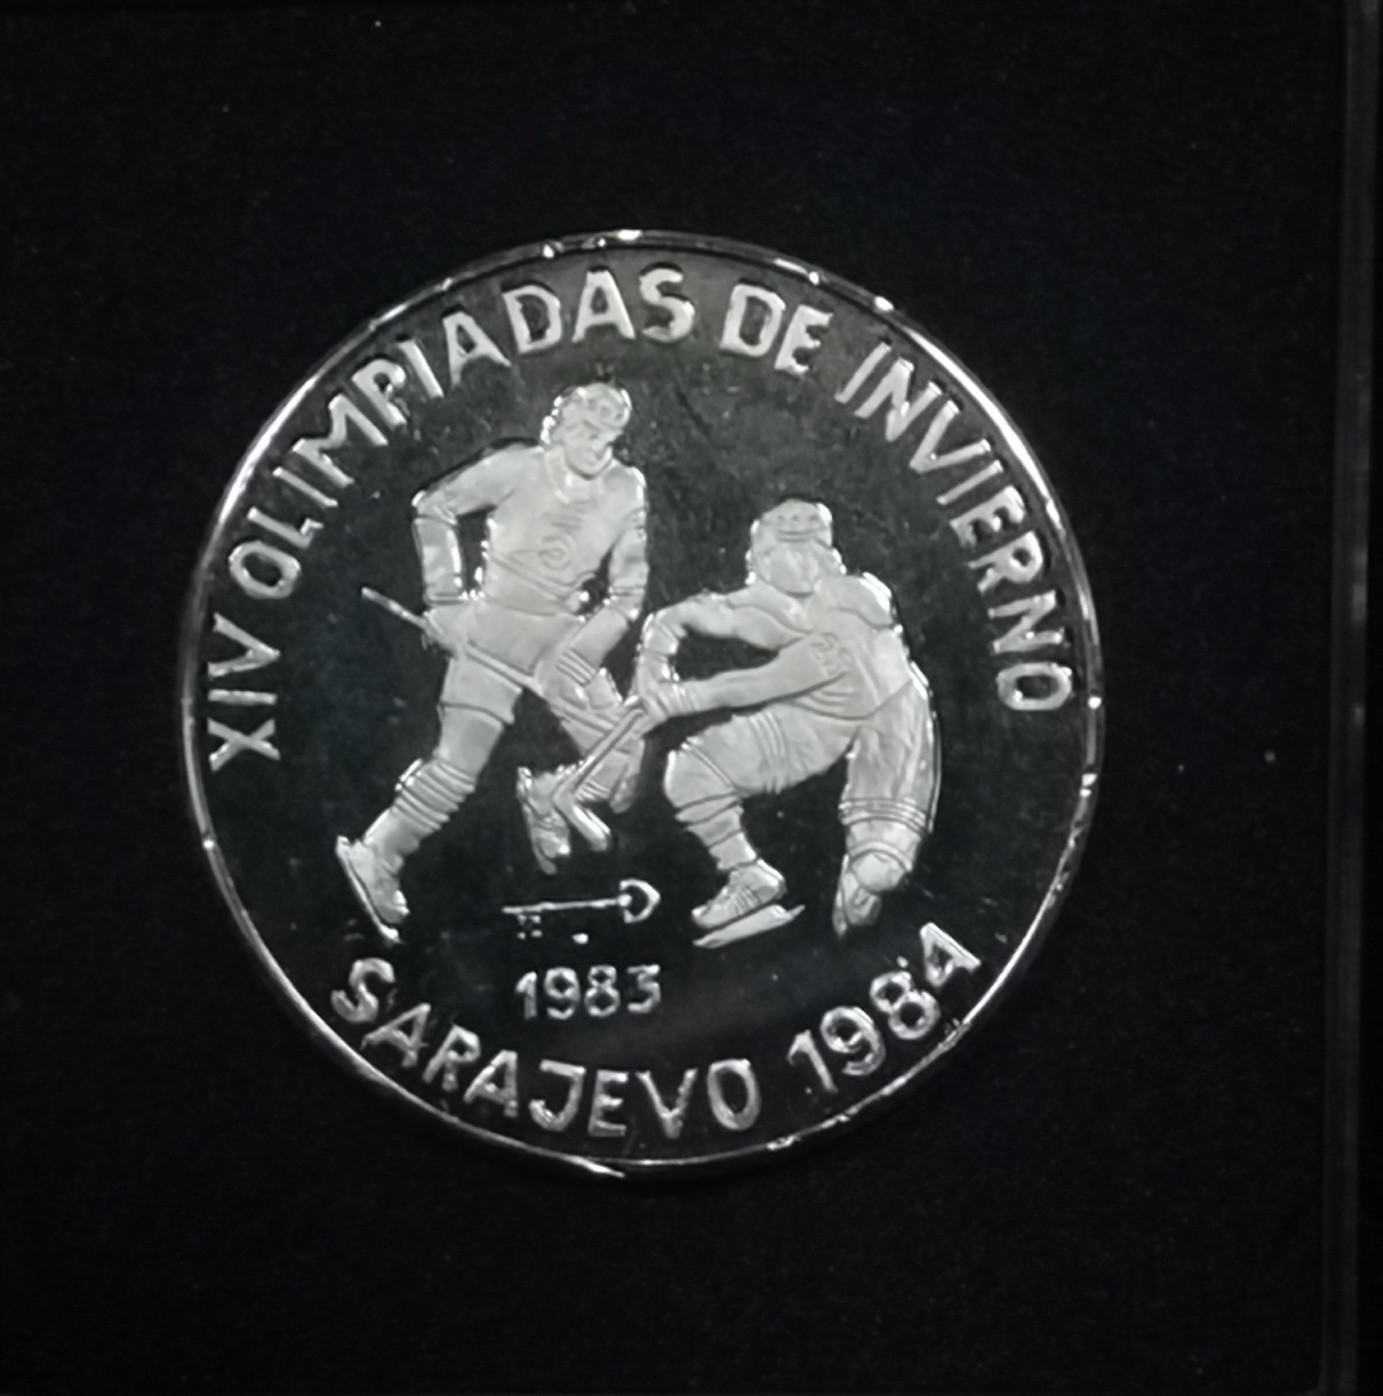 XIV OLIMPIADAS DE INVIERNO
1983
SARAJEVO 1984